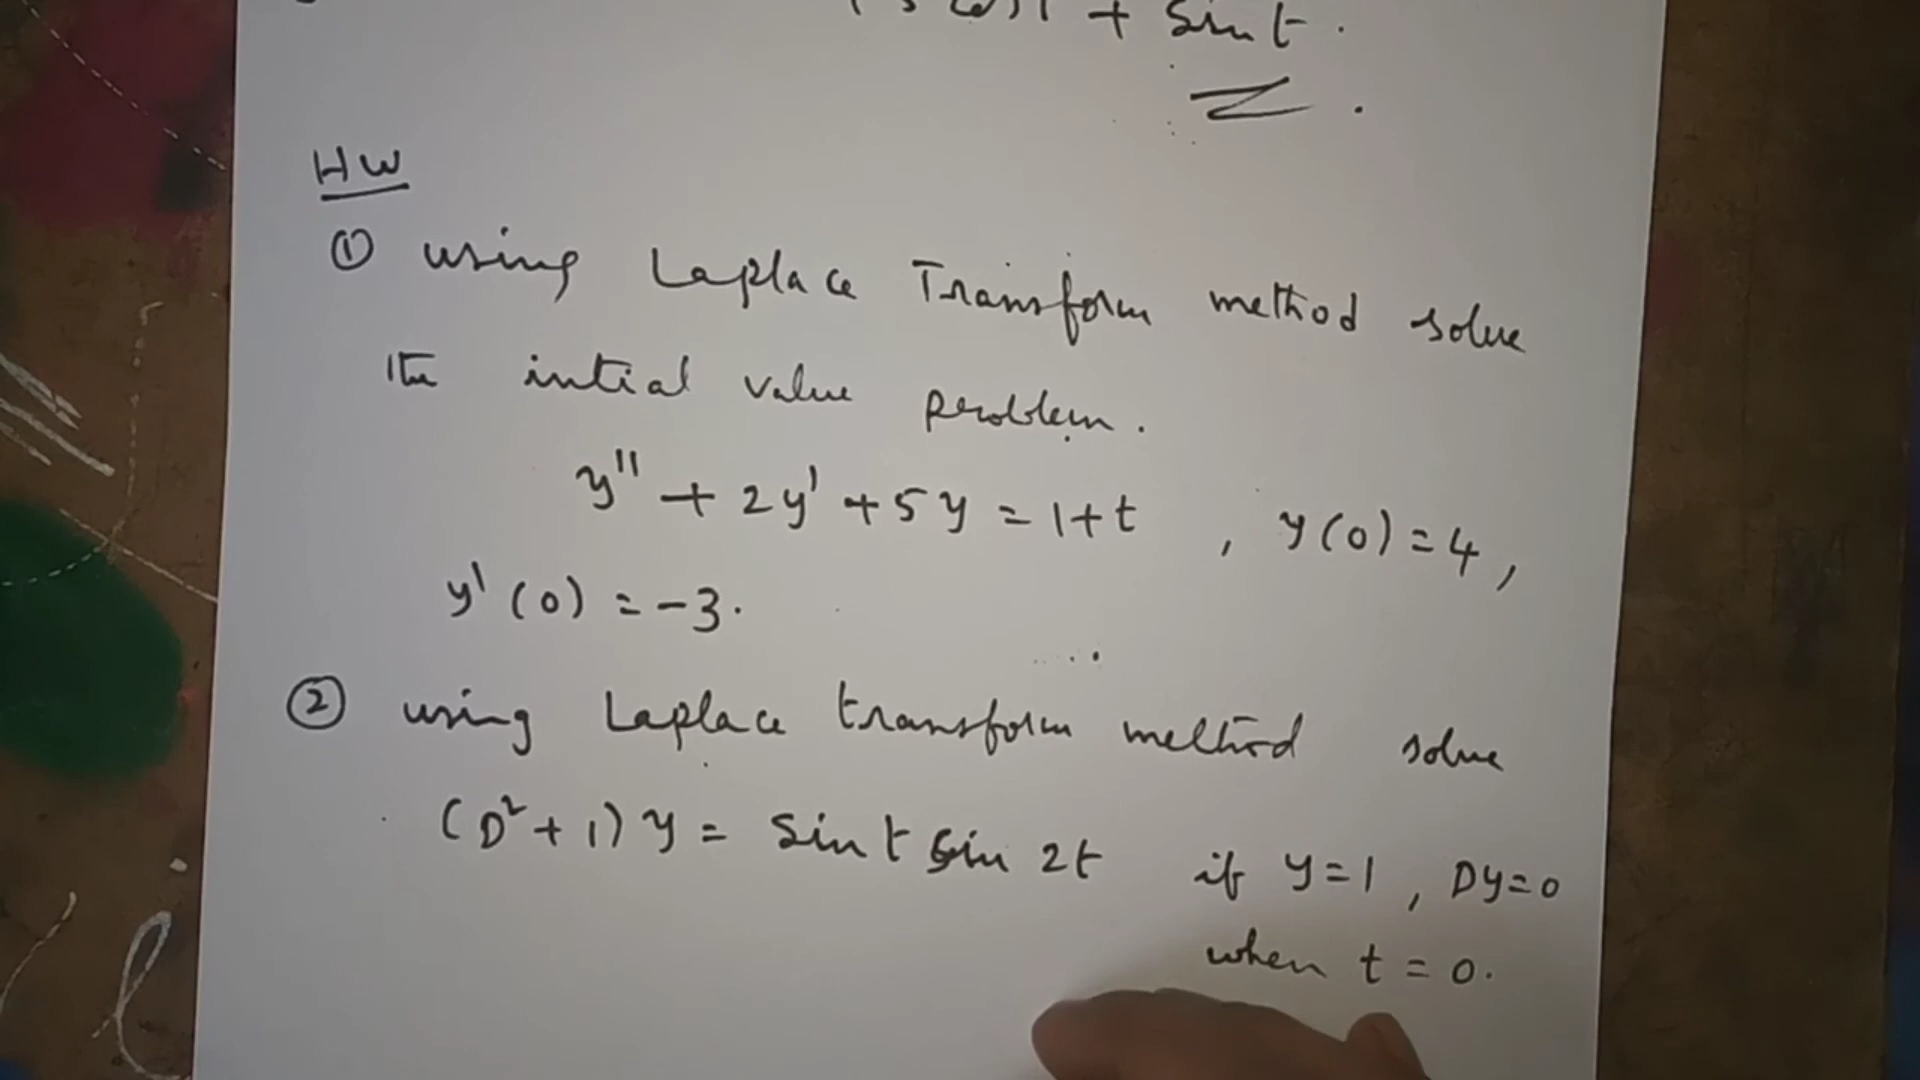 + Sin t.
HW
① using Laplace Transform method solve
the intial value problem.
y'' + 2y' + 5y = 1+t , y(0) = 4,
y'(0) = -3.
② using Laplace transform method solve
(D²+1) y = Sin t Sin 2t if y=1, Dy=0
when t = 0.